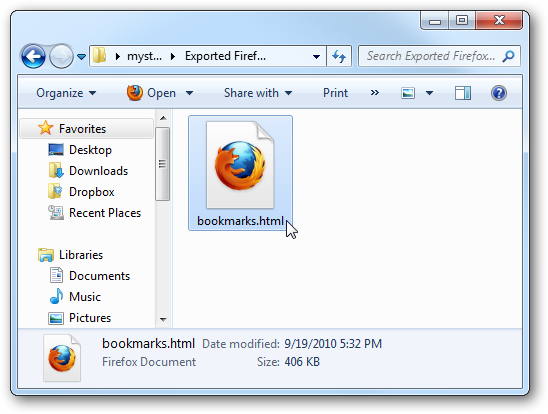 myst... Exported Firef... Search Exported Firefox...
Organize Open Share with Print »
Favorites
Desktop
Downloads
Dropbox
Recent Places
Libraries
Documents
Music
Pictures
bookmarks.html
bookmarks.html Date modified: 9/19/2010 5:32 PM
Firefox Document Size: 406 KB